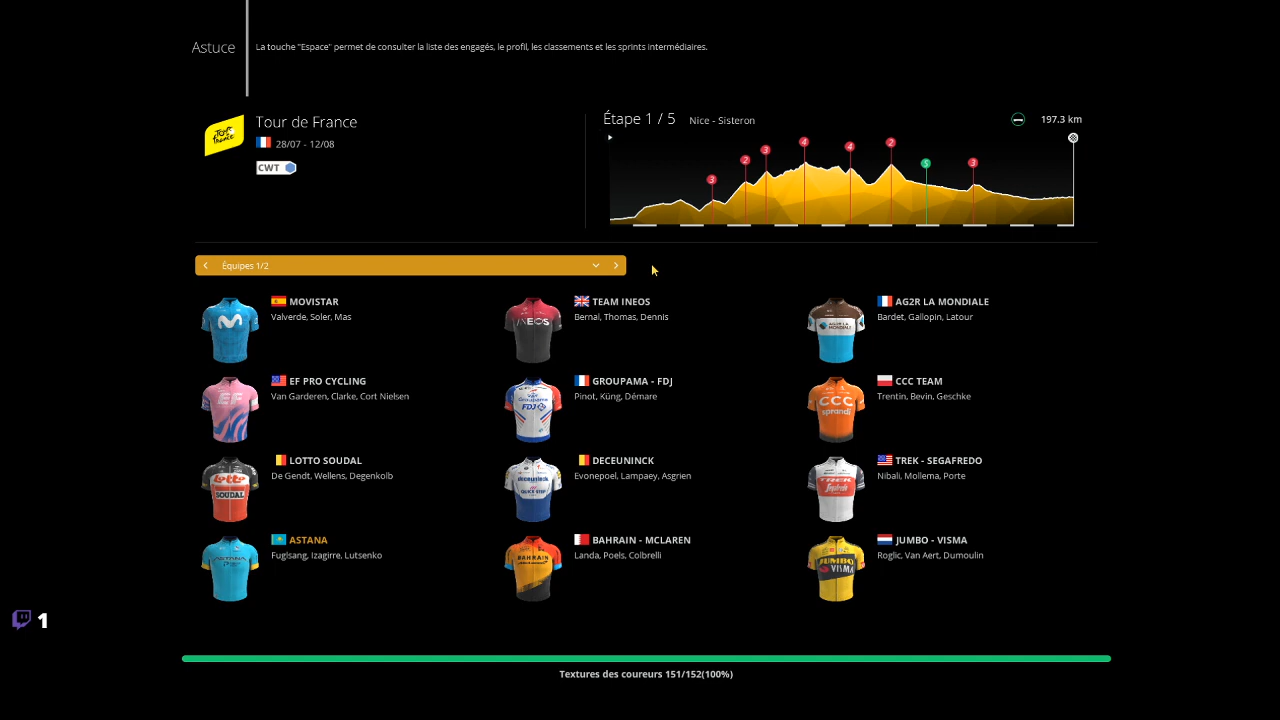 Astuce
La touche "Espace" permet de consulter la liste des engagés, le profil, les classements et les sprints intermédiaires.
Tour de France
28/07 - 12/08
CWT
Étape 1 / 5 Nice - Sisteron
197.3 km
3 2 3 4 4 2 S 3
Équipes 1/2
MOVISTAR
Valverde, Soler, Mas
TEAM INEOS
Bernal, Thomas, Dennis
AG2R LA MONDIALE
Bardet, Gallopin, Latour
EF PRO CYCLING
Van Garderen, Clarke, Cort Nielsen
GROUPAMA - FDJ
Pinot, Küng, Démare
CCC TEAM
Trentin, Bevin, Geschke
LOTTO SOUDAL
De Gendt, Wellens, Degenkolb
DECEUNINCK
Evonepoel, Lampaey, Asgrien
TREK - SEGAFREDO
Nibali, Mollema, Porte
ASTANA
Fuglsang, Izagirre, Lutsenko
BAHRAIN - MCLAREN
Landa, Poels, Colbrelli
JUMBO - VISMA
Roglic, Van Aert, Dumoulin
1
Textures des coureurs 151/152(100%)